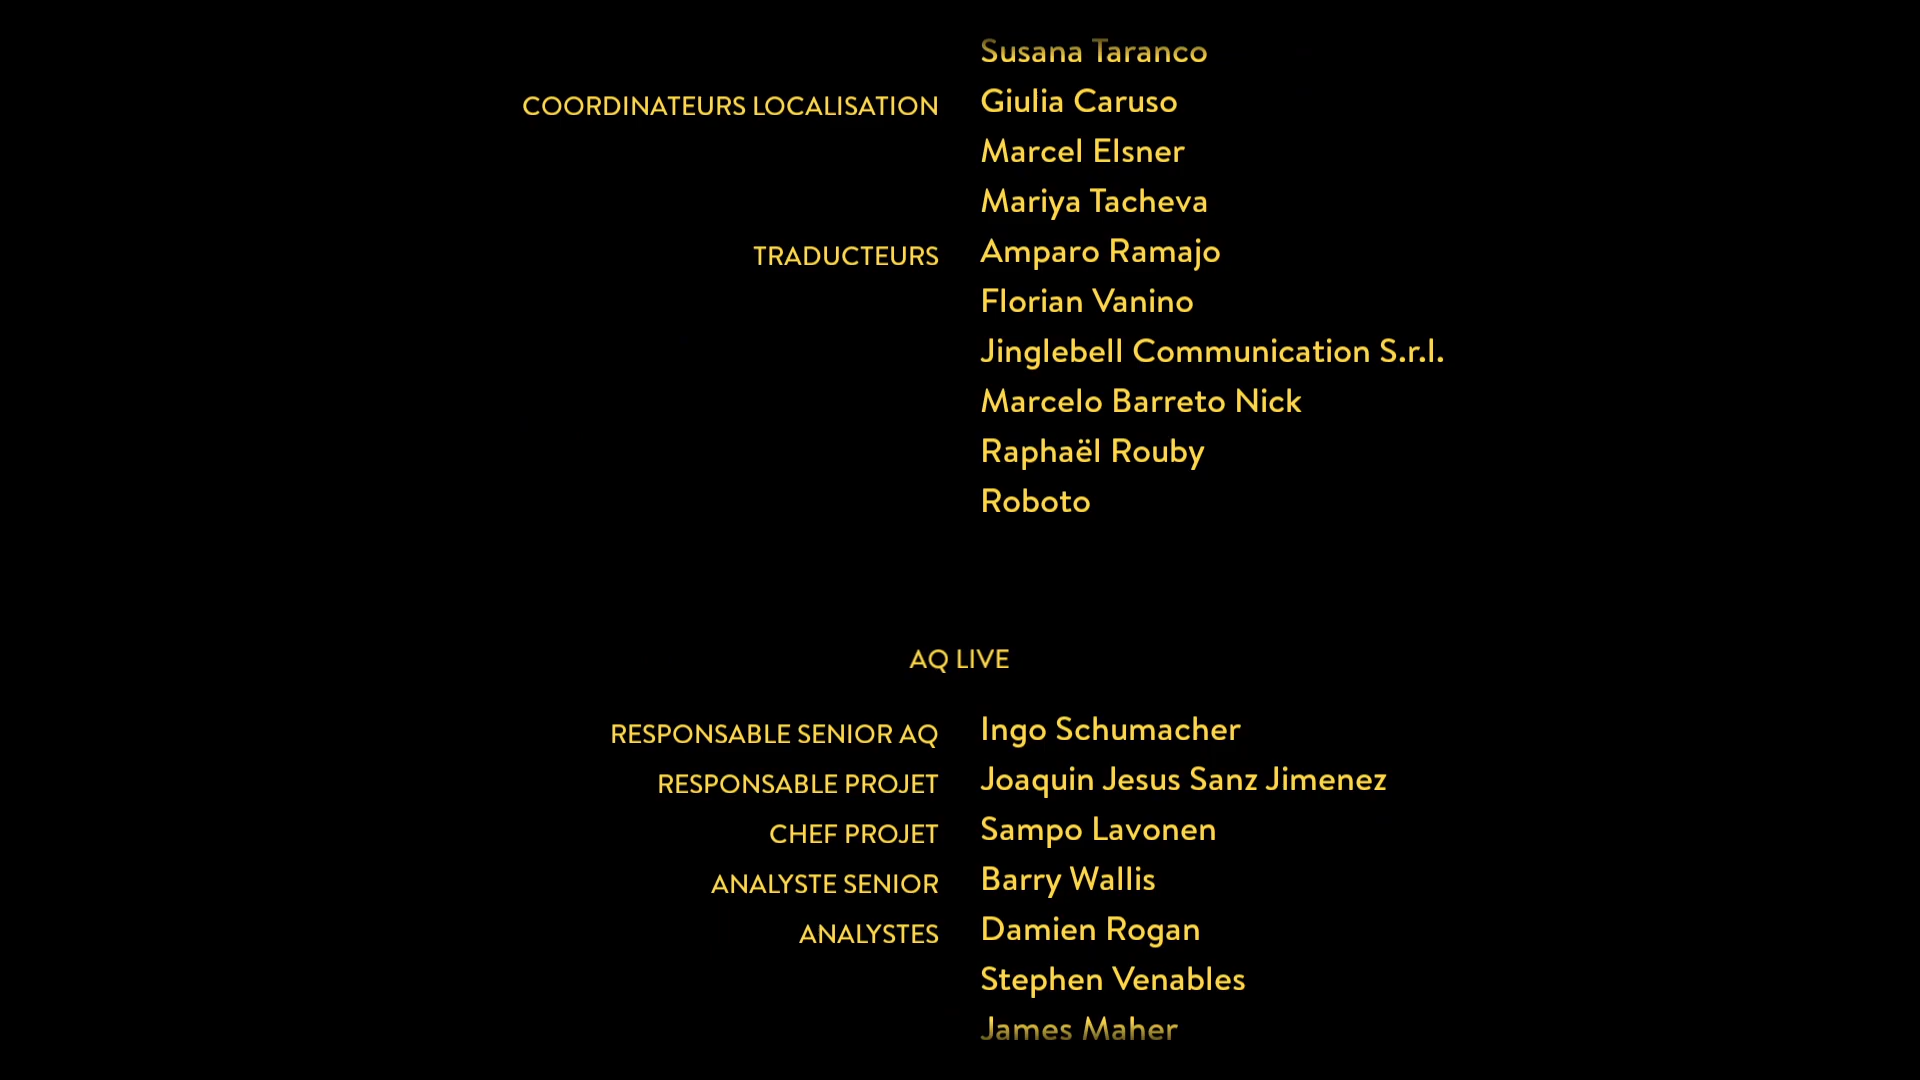 Susana Taranco
COORDINATEURS LOCALISATION Giulia Caruso
Marcel Elsner
Mariya Tacheva
TRADUCTEURS Amparo Ramajo
Florian Vanino
Jinglebell Communication S.r.l.
Marcelo Barreto Nick
Raphaël Rouby
Roboto
AQ LIVE
RESPONSABLE SENIOR AQ Ingo Schumacher
RESPONSABLE PROJET Joaquin Jesus Sanz Jimenez
CHEF PROJET Sampo Lavonen
ANALYSTE SENIOR Barry Wallis
ANALYSTES Damien Rogan
Stephen Venables
James Maher